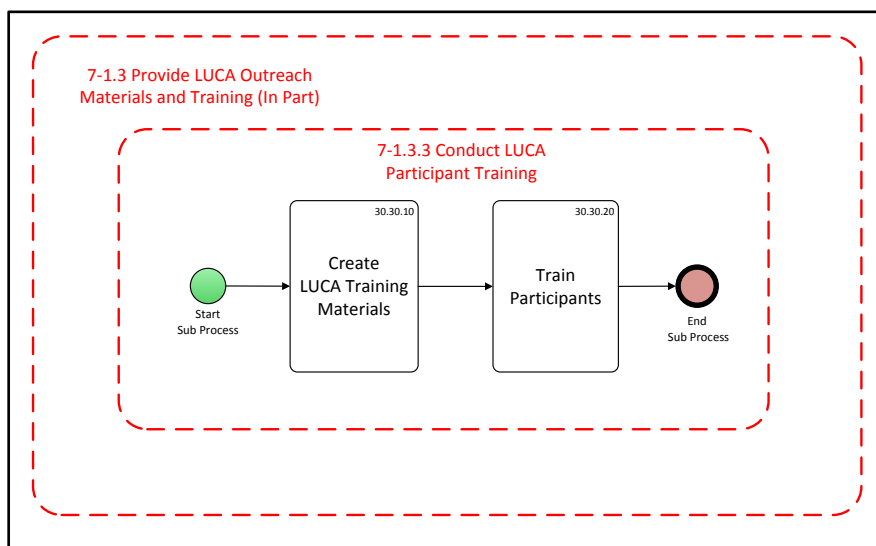 7-1.3 Provide LUCA Outreach
Materials and Training (In Part)
7-1.3.3 Conduct LUCA
Participant Training
30.30.10
Create
LUCA Training
Materials
30.30.20
Train
Participants
Start
Sub Process
End
Sub Process